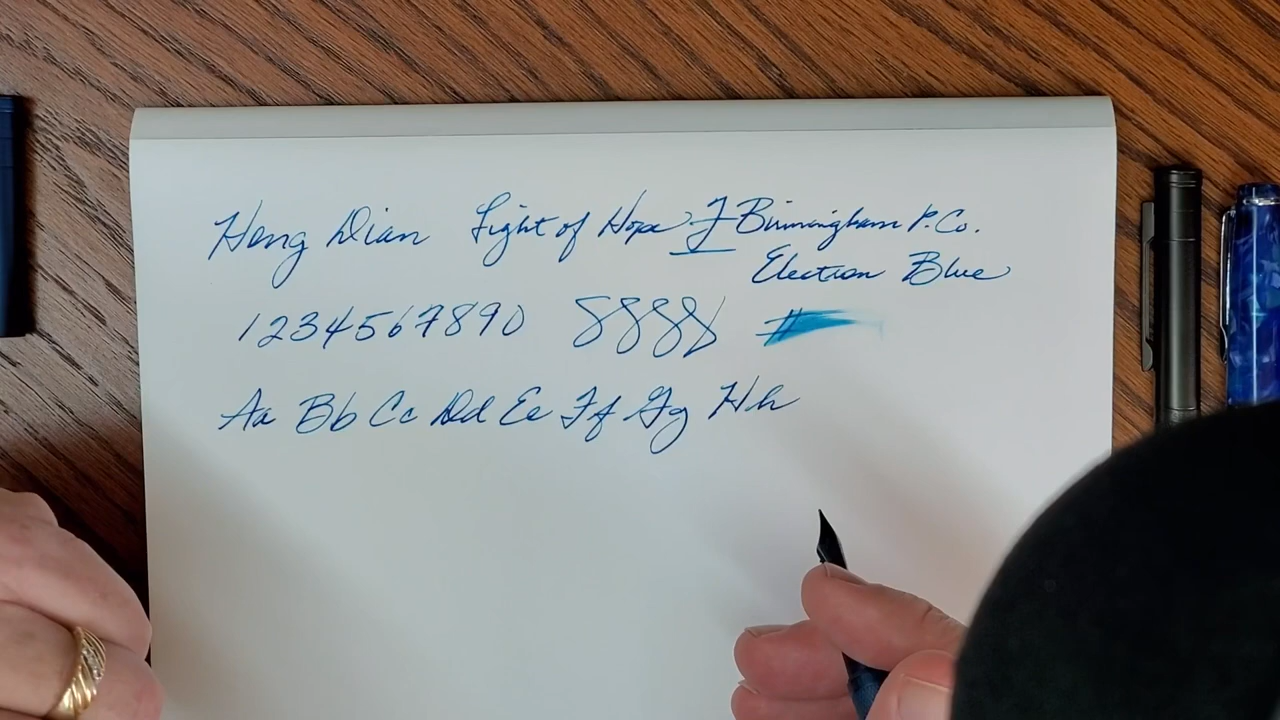 Hong Dian Light of Hope F Birmingham P. Co.
Election Blue
1234567890 8888
Aa Bb Cc Dd Ee Ff Gg Hh